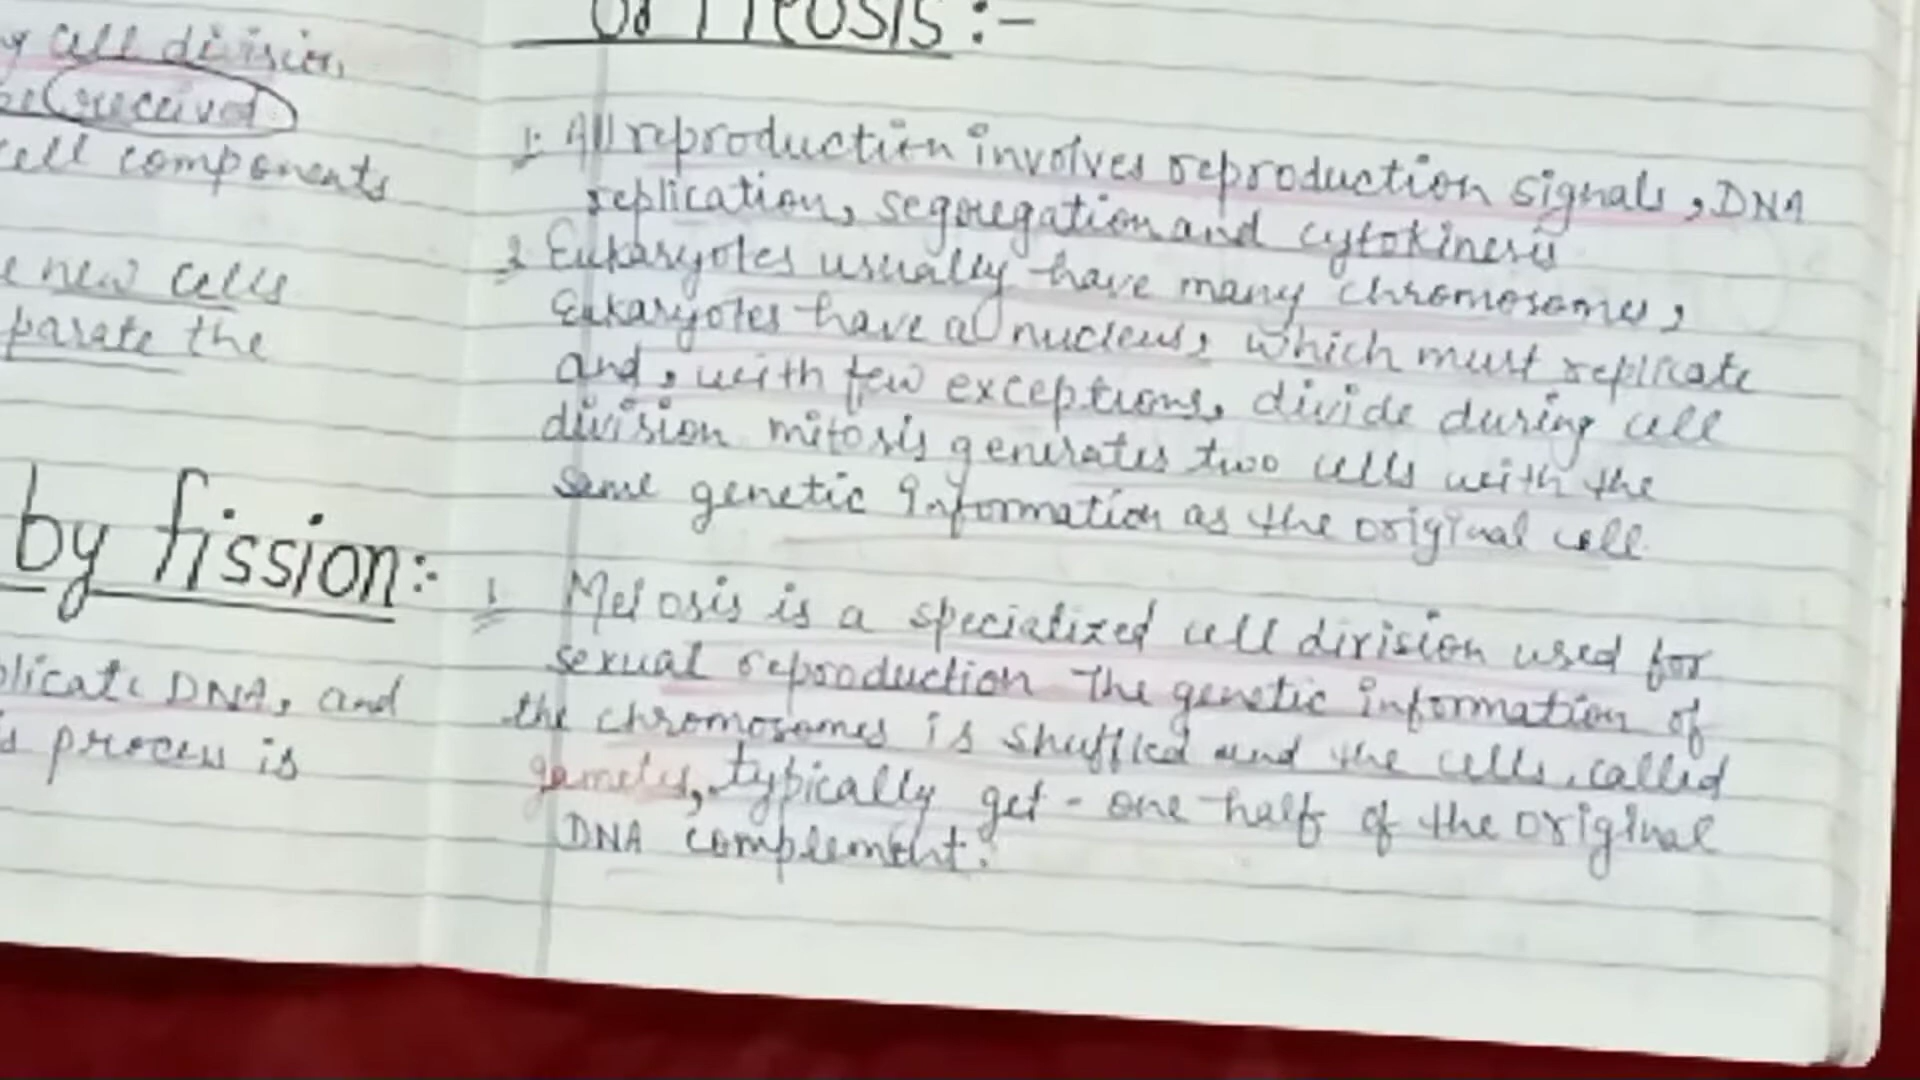 cell division
received
cell components
new cells
the
by fission:-
DNA, and
process is
1. All reproduction involves reproduction signals, DNA
replication, segoregation and cytokinesis
2 Eukaryotes usually have many chromosomes,
Eukaryotes have a nucleus, which must replicate
and, with few exceptions, divide during cell
division mitosis generates two cells with the
same genetic Information as the original cell
1. Meiosis is a specialized cell division used for
sexual reproduction The genetic information of
the chromosomes is shuffled and the cells, called
gametes, typically get - one-half of the original
DNA complement.